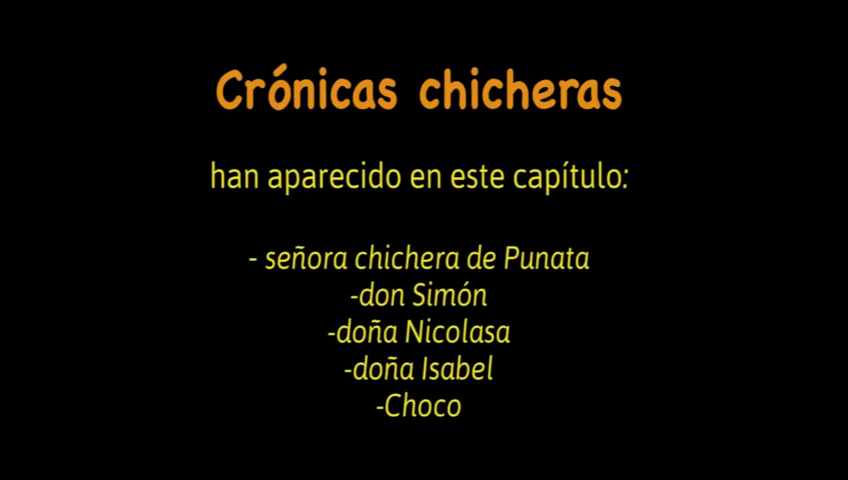 Crónicas chicheras
han aparecido en este capítulo:
- señora chichera de Punata
-don Simón
-doña Nicolasa
-doña Isabel
-Choco